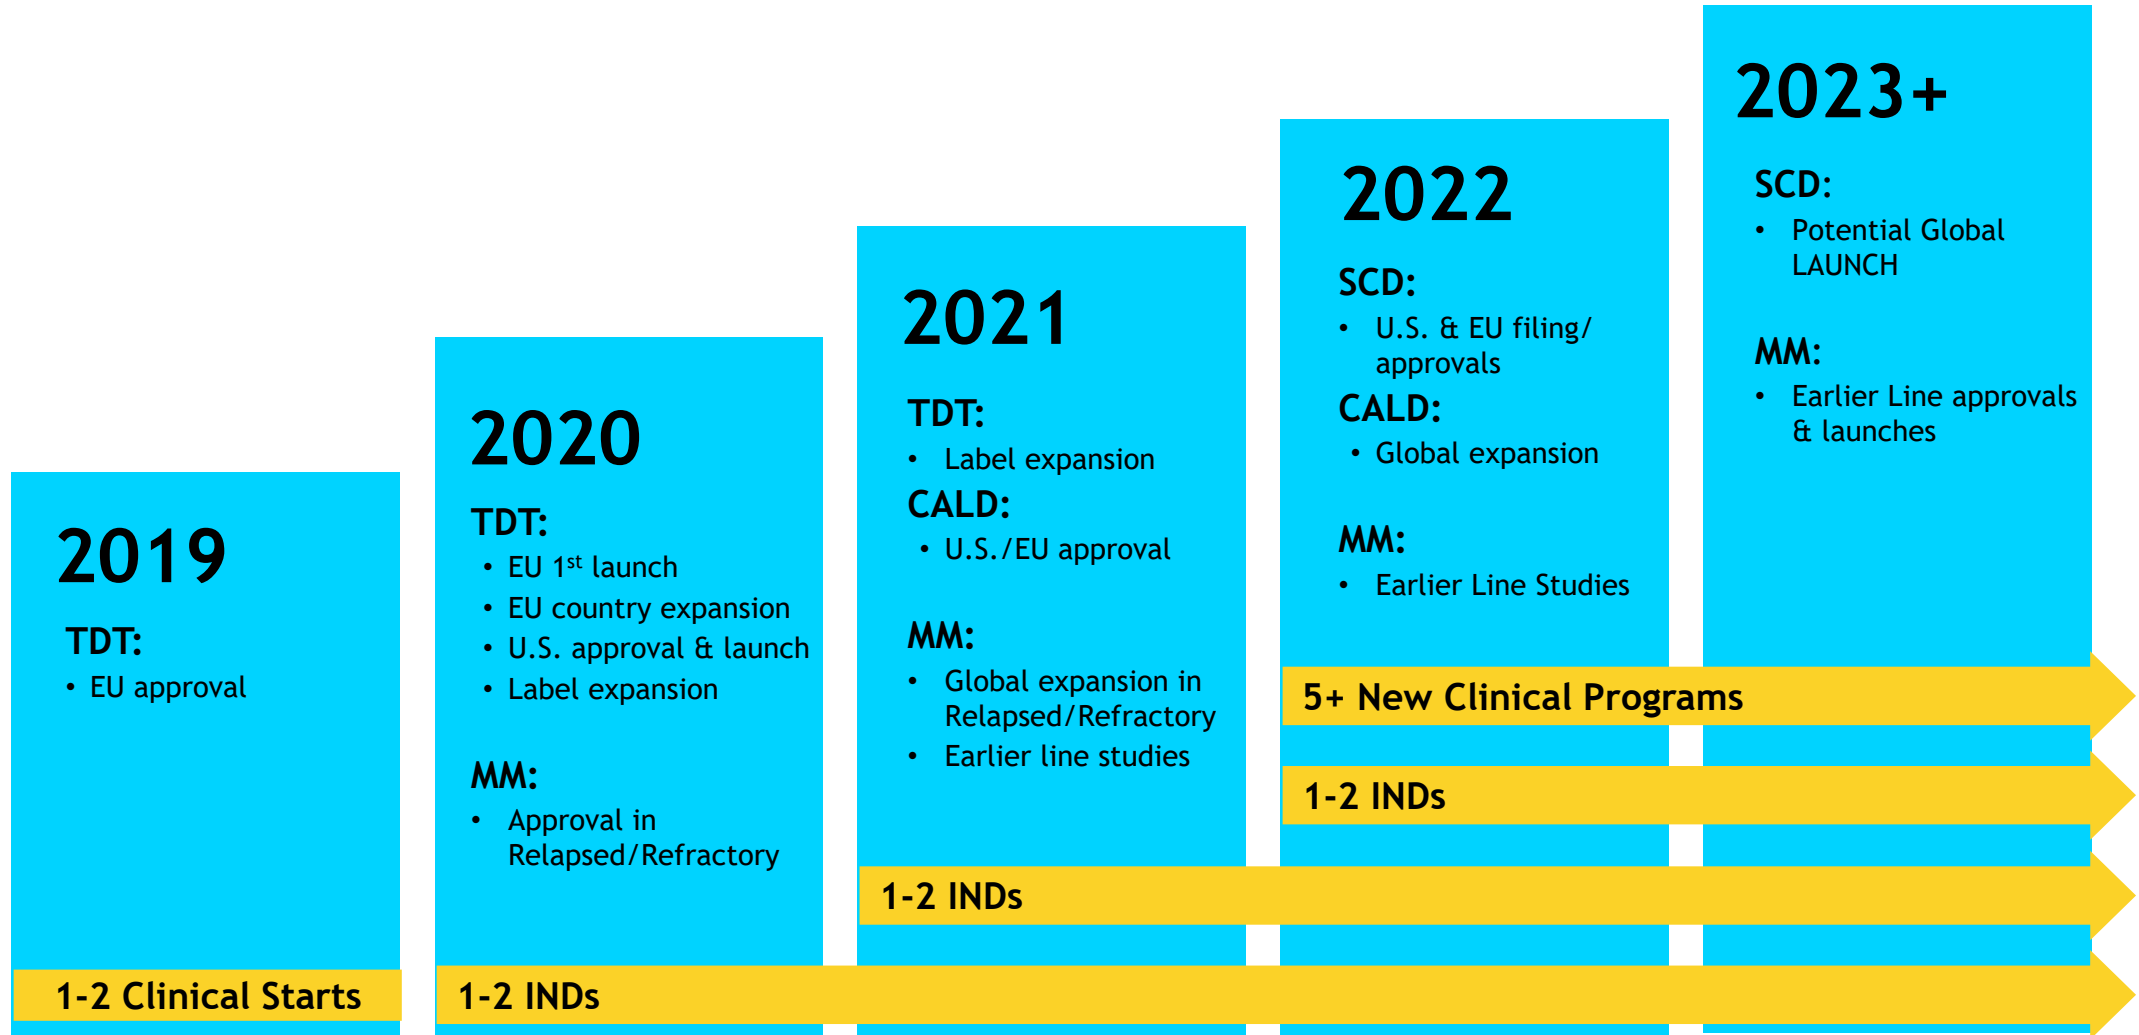 2019
TDT:
• EU approval
1-2 Clinical Starts
2020
TDT:
• EU 1st launch
• EU country expansion
• U.S. approval & launch
• Label expansion
MM:
• Approval in
Relapsed/Refractory
1-2 INDs
2021
TDT:
• Label expansion
CALD:
• U.S./EU approval
MM:
• Global expansion in
Relapsed/Refractory
• Earlier line studies
1-2 INDs
2022
SCD:
• U.S. & EU filing/
approvals
CALD:
• Global expansion
MM:
• Earlier Line Studies
5+ New Clinical Programs
1-2 INDs
2023+
SCD:
• Potential Global
LAUNCH
MM:
• Earlier Line approvals
& launches